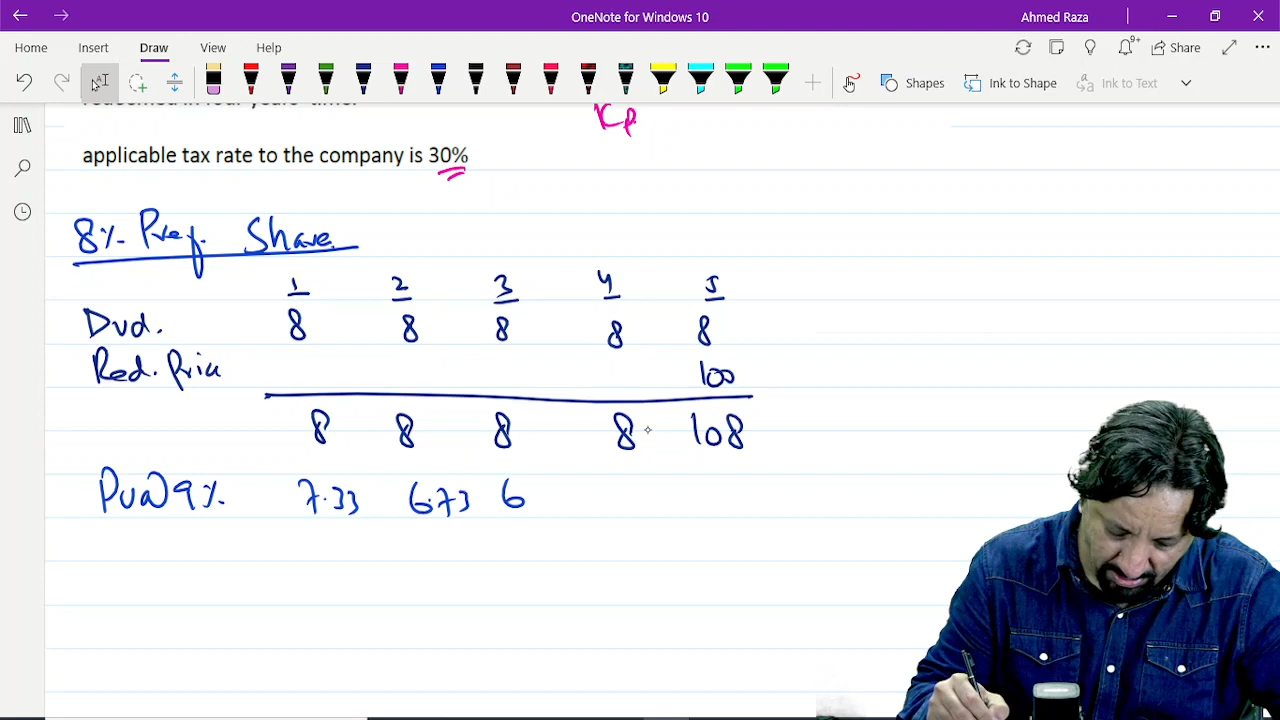 OneNote for Windows 10
Ahmed Raza
Home Insert Draw View Help
Share
Shapes Ink to Shape Ink to Text
Kp
applicable tax rate to the company is 30%
8% Pref. Share
1 2 3 4 5
Dvd. 8 8 8 8 8
Red. Price 100
8 8 8 8 108
PV@9% 7.33 6.73 6